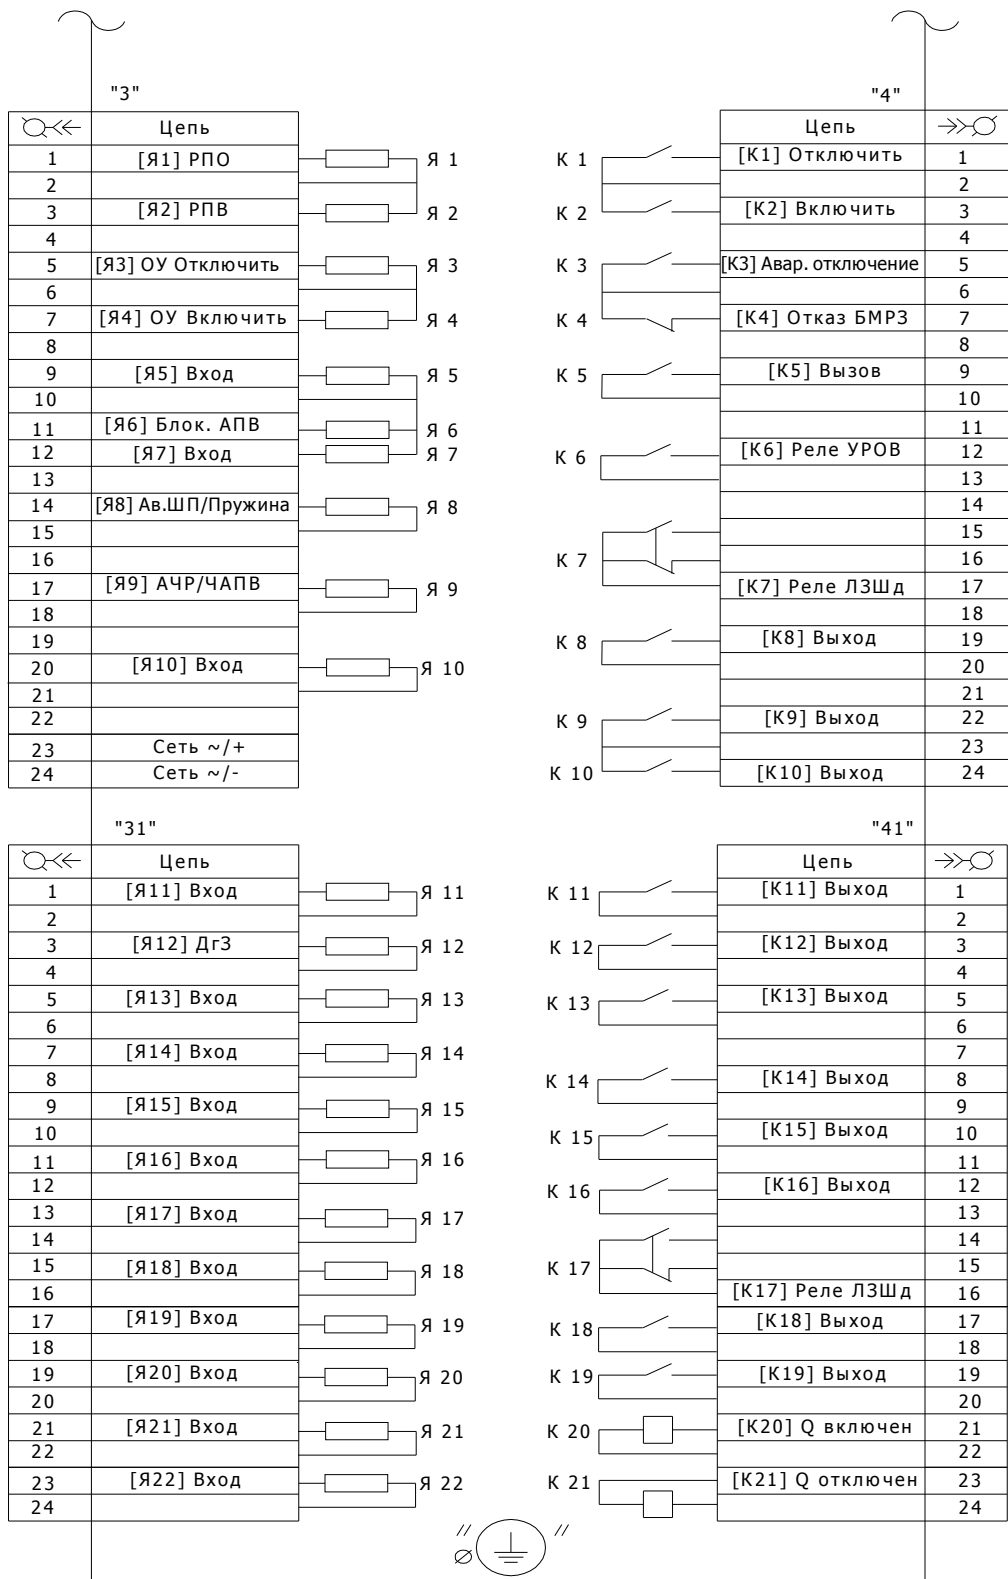 "3"
Цепь
1 [Я1] РПО Я 1
2
3 [Я2] РПВ Я 2
4
5 [Я3] ОУ Отключить Я 3
6
7 [Я4] ОУ Включить Я 4
8
9 [Я5] Вход Я 5
10
11 [Я6] Блок. АПВ Я 6
12 [Я7] Вход Я 7
13
14 [Я8] Ав.ШП/Пружина Я 8
15
16
17 [Я9] АЧР/ЧАПВ Я 9
18
19
20 [Я10] Вход Я 10
21
22
23 Сеть ~/+
24 Сеть ~/-
"4"
Цепь
К 1 [К1] Отключить 1
2
К 2 [К2] Включить 3
4
К 3 [К3] Авар. отключение 5
6
К 4 [К4] Отказ БМРЗ 7
8
К 5 [К5] Вызов 9
10
11
К 6 [К6] Реле УРОВ 12
13
14
15
К 7 16
[К7] Реле ЛЗШд 17
18
К 8 [К8] Выход 19
20
21
К 9 [К9] Выход 22
23
К 10 [К10] Выход 24
"31"
Цепь
1 [Я11] Вход Я 11
2
3 [Я12] ДгЗ Я 12
4
5 [Я13] Вход Я 13
6
7 [Я14] Вход Я 14
8
9 [Я15] Вход Я 15
10
11 [Я16] Вход Я 16
12
13 [Я17] Вход Я 17
14
15 [Я18] Вход Я 18
16
17 [Я19] Вход Я 19
18
19 [Я20] Вход Я 20
20
21 [Я21] Вход Я 21
22
23 [Я22] Вход Я 22
24
"41"
Цепь
К 11 [К11] Выход 1
2
К 12 [К12] Выход 3
4
К 13 [К13] Выход 5
6
7
К 14 [К14] Выход 8
9
К 15 [К15] Выход 10
11
К 16 [К16] Выход 12
13
14
К 17 15
[К17] Реле ЛЗШд 16
К 18 [К18] Выход 17
18
К 19 [К19] Выход 19
20
К 20 [К20] Q включен 21
22
К 21 [К21] Q отключен 23
24